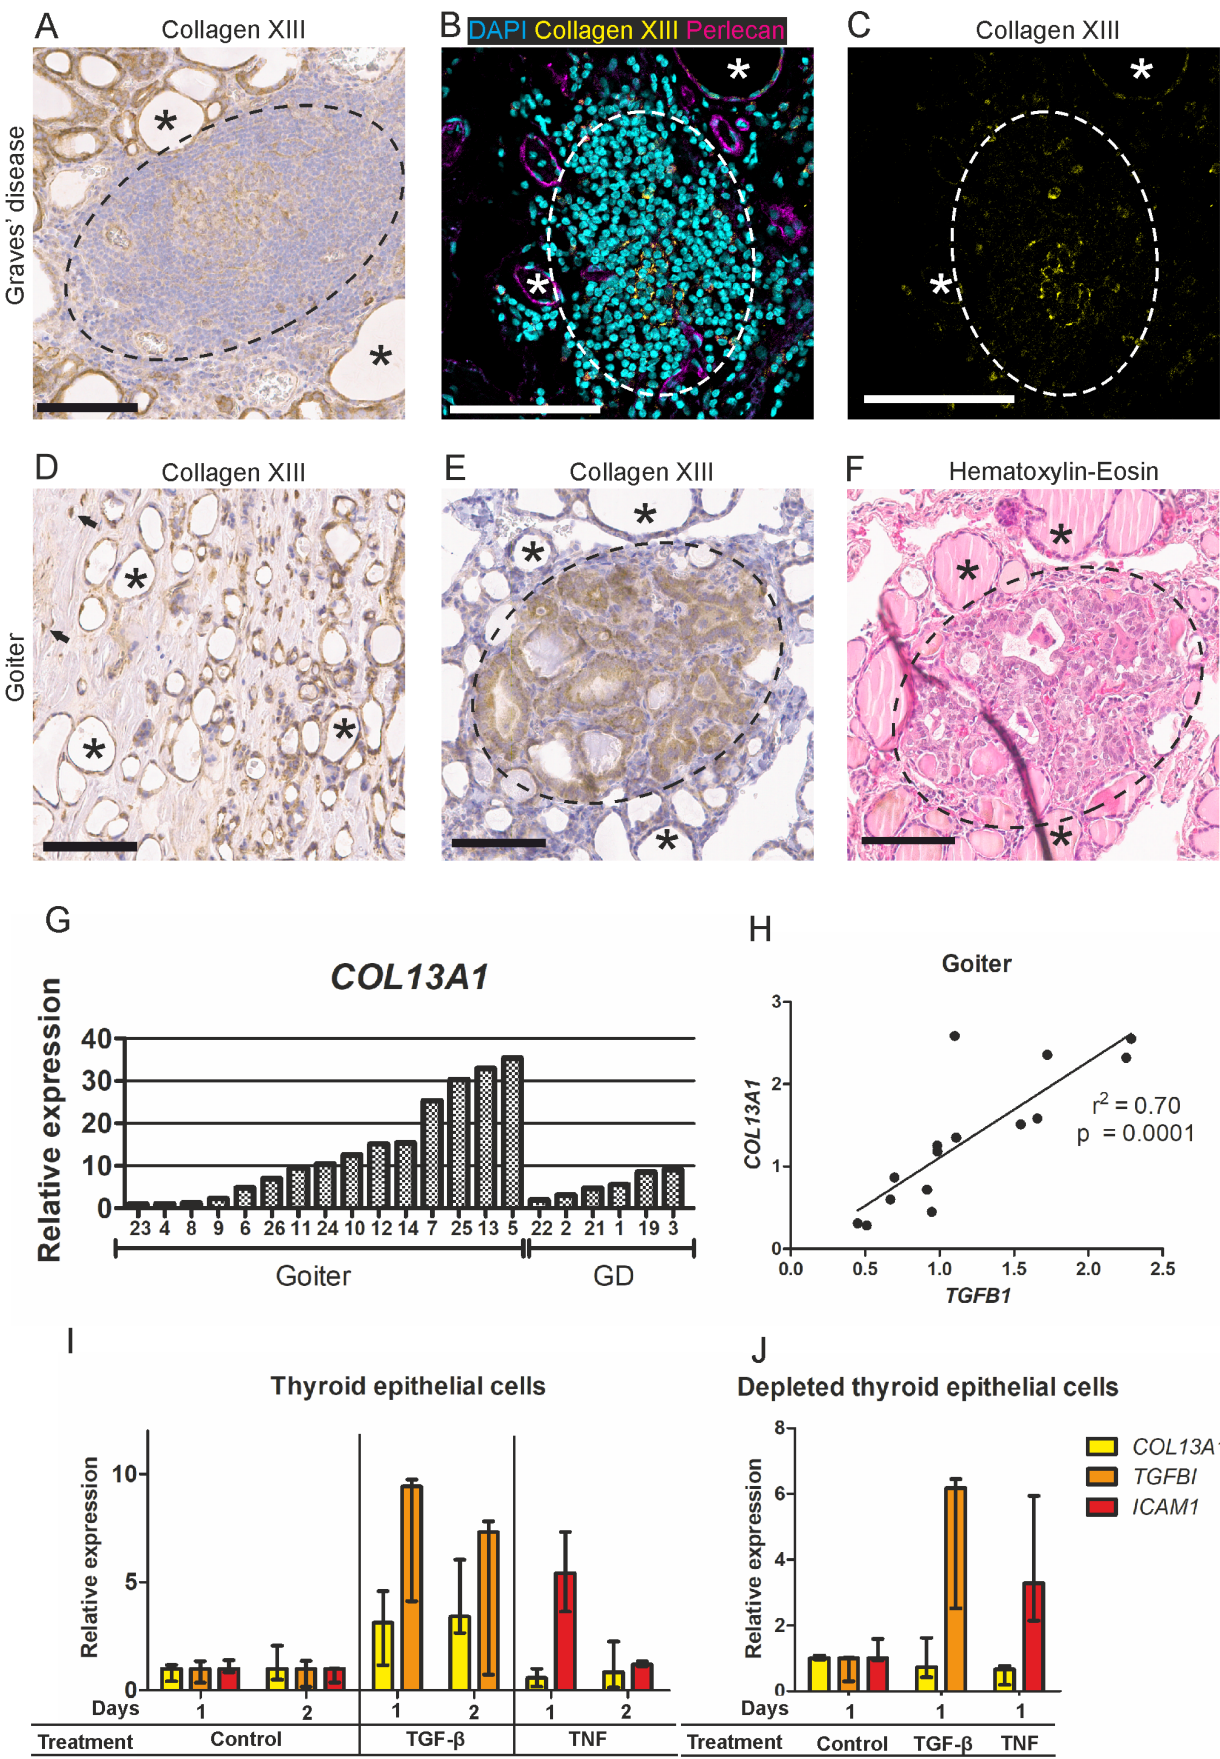 A
Collagen XIII
B
DAPI Collagen XIII Perlecan
C
Collagen XIII
Graves' disease
*
*
*
*
*
*
D
Collagen XIII
E
Collagen XIII
F
Hematoxylin-Eosin
Goiter
*
*
*
*
*
*
*
*
*
G
COL13A1
Relative expression
40
30
20
10
0
23 4 8 9 6 26 11 24 10 12 14 7 25 13 5 22 2 21 1 19 3
Goiter
GD
H
Goiter
COL13A1
3
2
1
0
r² = 0.70
p = 0.0001
0.0 0.5 1.0 1.5 2.0 2.5
TGFB1
I
Thyroid epithelial cells
Relative expression
10
5
0
Days 1 2 1 2 1 2
Treatment Control TGF-β TNF
J
Depleted thyroid epithelial cells
Relative expression
8
6
4
2
0
COL13A1
TGFBI
ICAM1
Days 1 1 1
Treatment Control TGF-β TNF